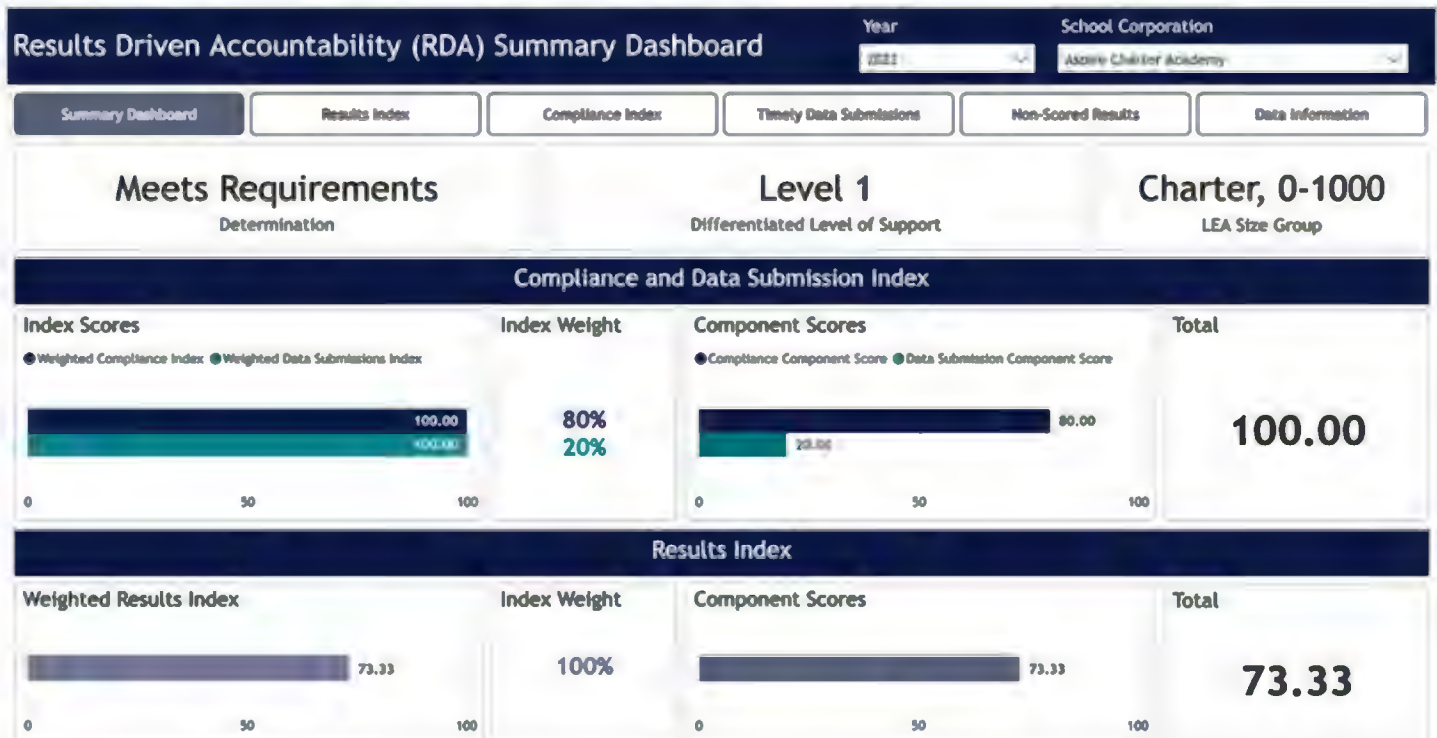 Results Driven Accountability (RDA) Summary Dashboard
Year
School Corporation
Aspire Charter Academy
Summary Dashboard
Results Index
Compliance Index
Timely Data Submissions
Non-Scored Results
Data Information
Meets Requirements
Determination
Level 1
Differentiated Level of Support
Charter, 0-1000
LEA Size Group
Compliance and Data Submission Index
Index Scores
Weighted Compliance Index Weighted Data Submissions Index
100.00
100.00
0 50 100
Index Weight
80%
20%
Component Scores
Compliance Component Score Data Submission Component Score
80.00
20.00
0 50 100
Total
100.00
Results Index
Weighted Results Index
73.33
0 50 100
Index Weight
100%
Component Scores
73.33
0 50 100
Total
73.33